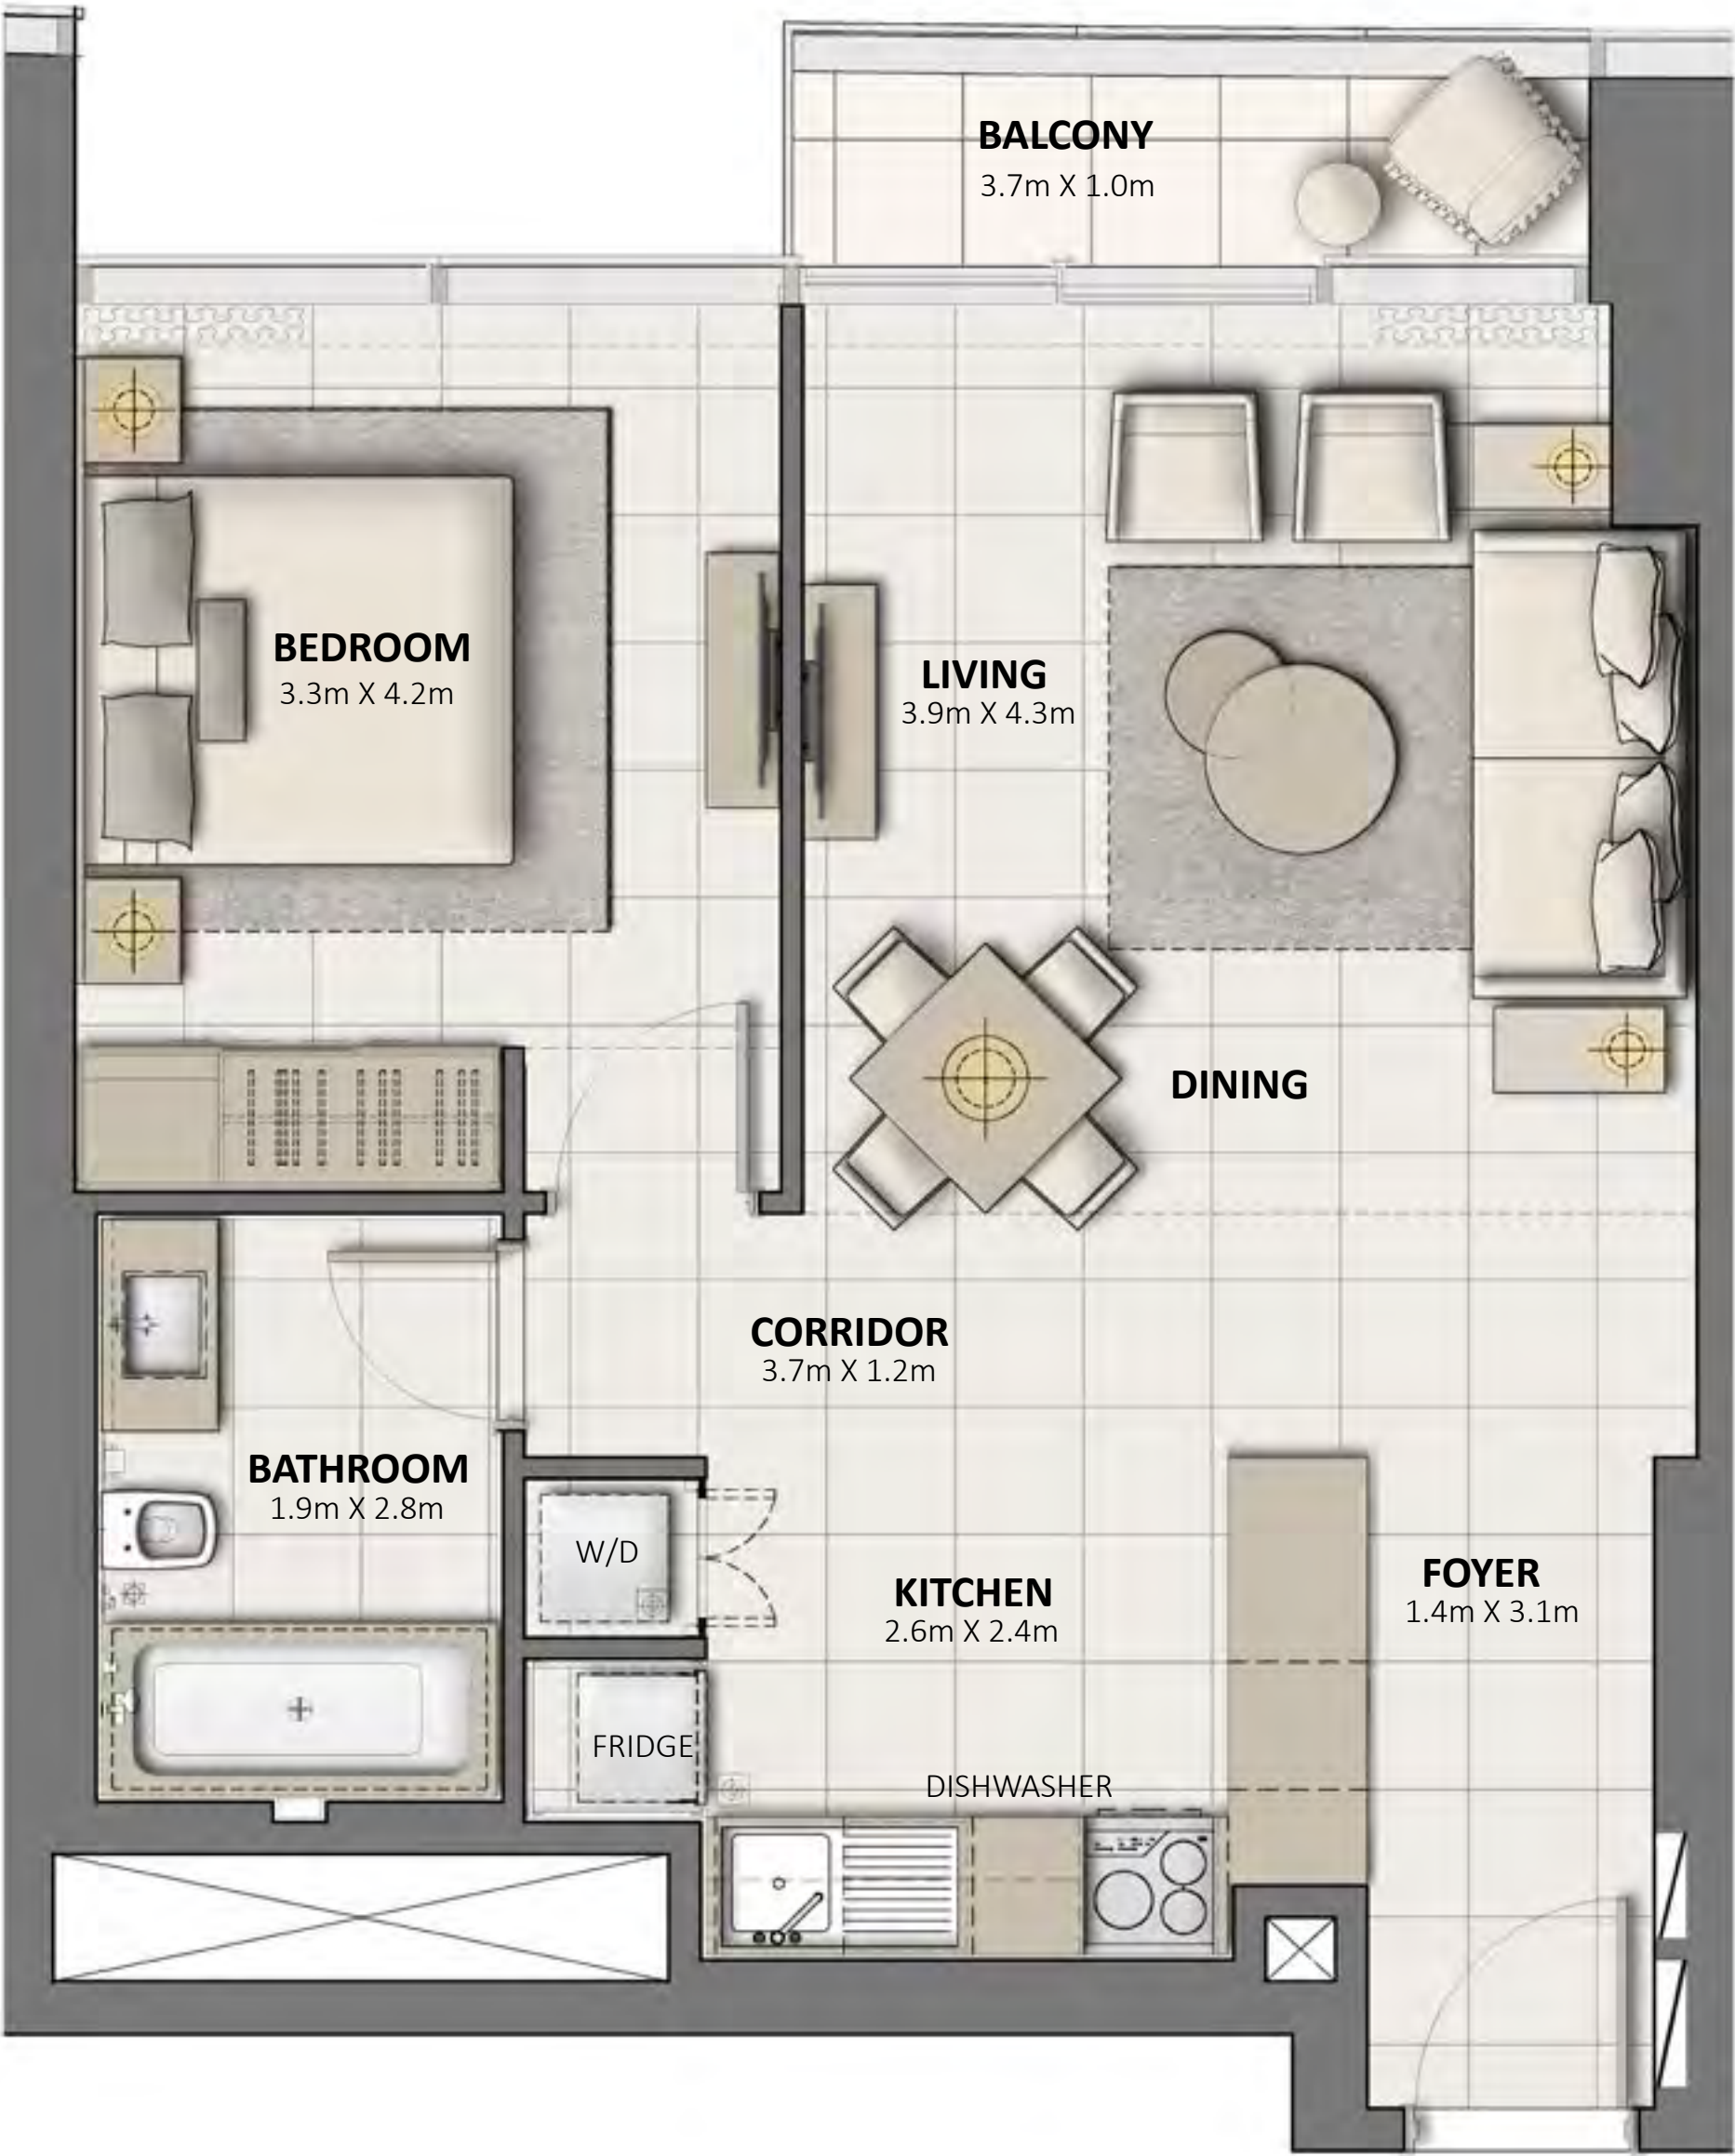 BALCONY
3.7m X 1.0m
BEDROOM
3.3m X 4.2m
LIVING
3.9m X 4.3m
DINING
CORRIDOR
3.7m X 1.2m
BATHROOM
1.9m X 2.8m
W/D
KITCHEN
2.6m X 2.4m
FOYER
1.4m X 3.1m
FRIDGE
DISHWASHER